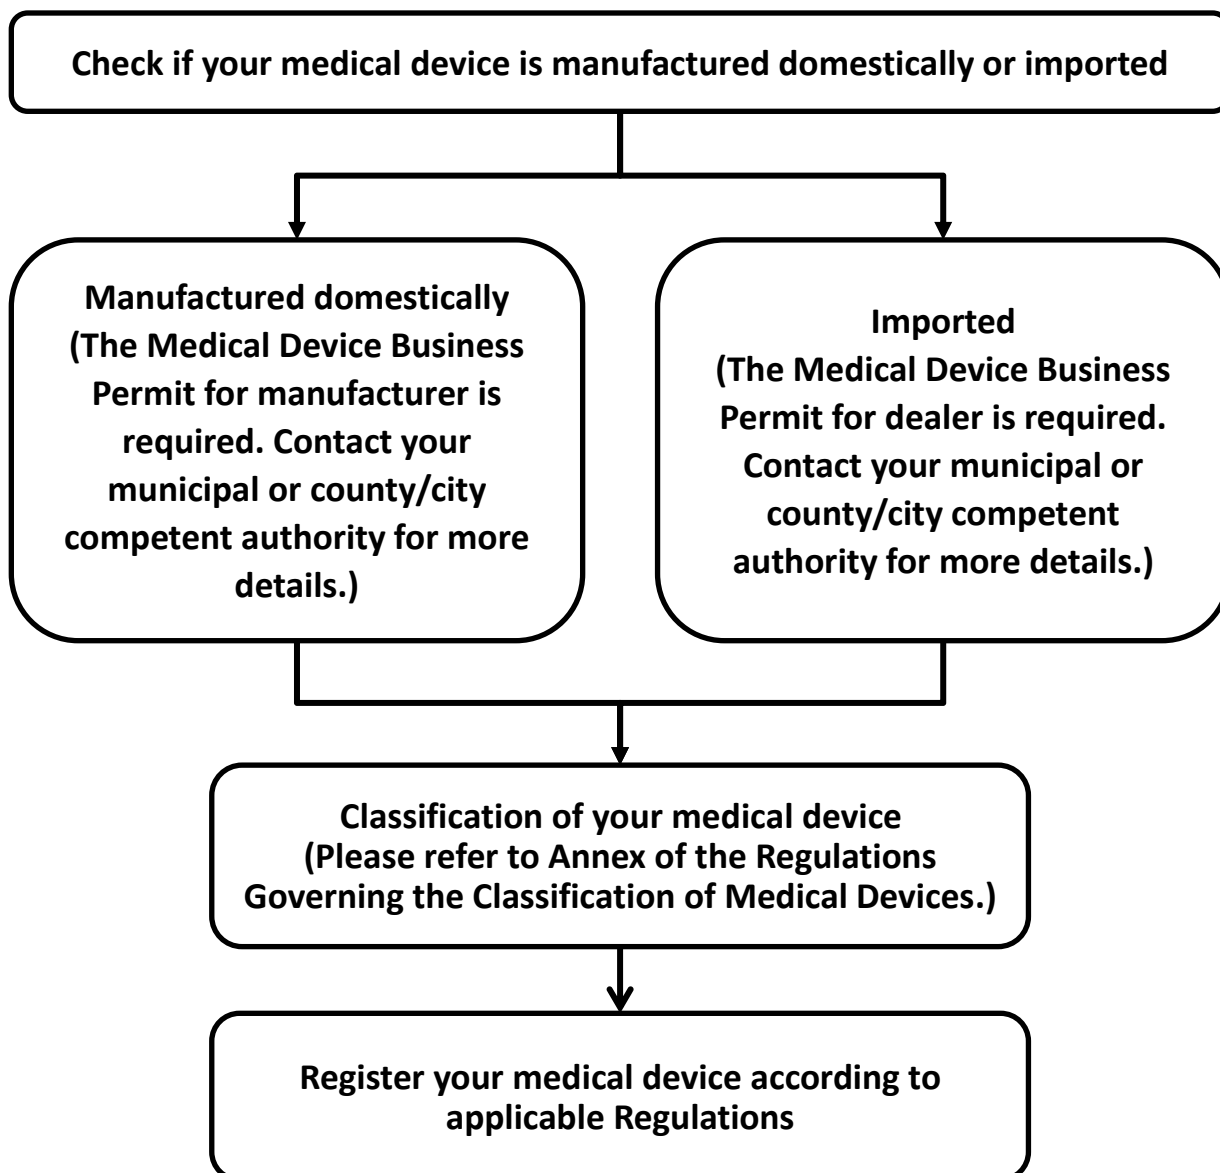 Check if your medical device is manufactured domestically or imported
Manufactured domestically
(The Medical Device Business
Permit for manufacturer is
required. Contact your
municipal or county/city
competent authority for more
details.)
Imported
(The Medical Device Business
Permit for dealer is required.
Contact your municipal or
county/city competent
authority for more details.)
Classification of your medical device
(Please refer to Annex of the Regulations
Governing the Classification of Medical Devices.)
Register your medical device according to
applicable Regulations